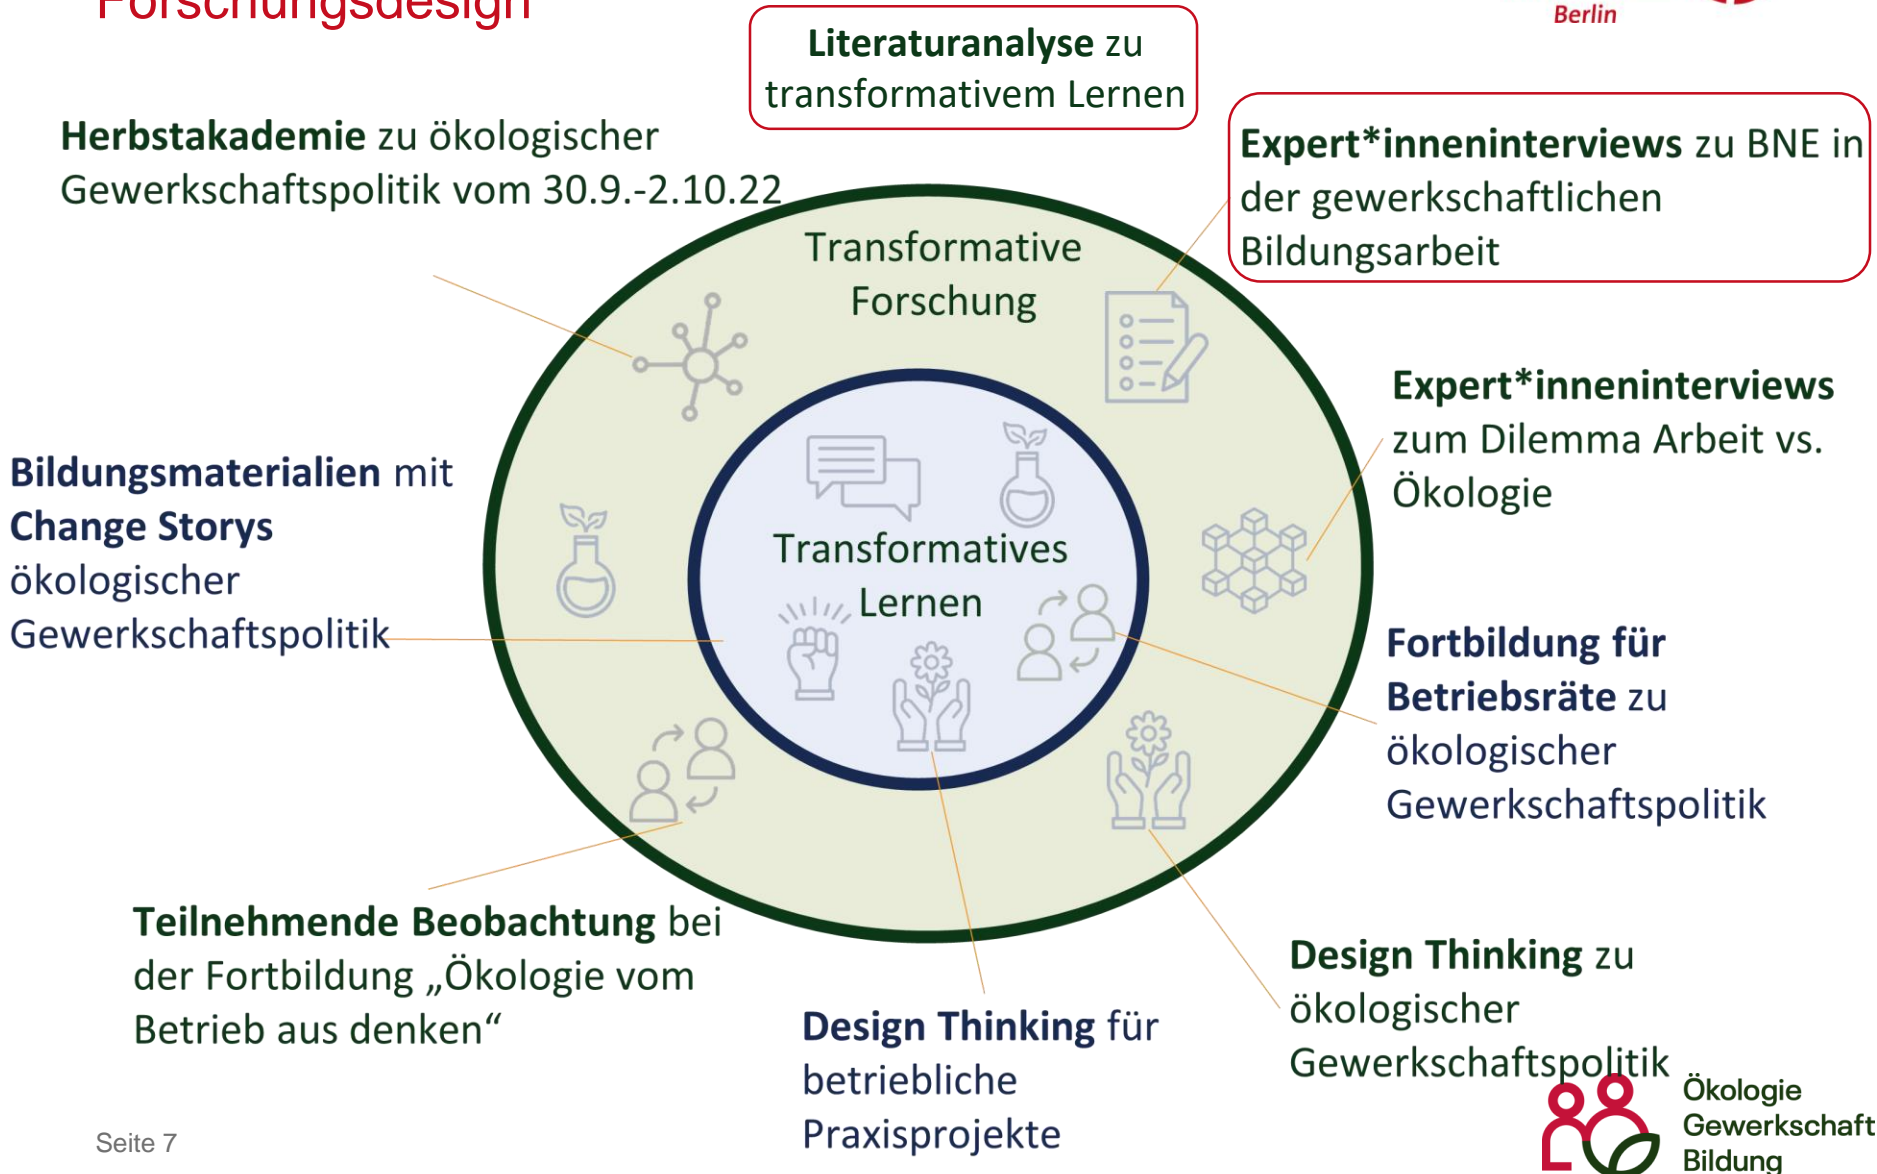 Forschungsdesign
Berlin
Literaturanalyse zu
transformativem Lernen
Herbstakademie zu ökologischer
Gewerkschaftspolitik vom 30.9.-2.10.22
Expert*inneninterviews zu BNE in
der gewerkschaftlichen
Bildungsarbeit
Transformative
Forschung
Expert*inneninterviews
zum Dilemma Arbeit vs.
Ökologie
Bildungsmaterialien mit
Change Storys
ökologischer
Gewerkschaftspolitik
Transformatives
Lernen
Fortbildung für
Betriebsräte zu
ökologischer
Gewerkschaftspolitik
Teilnehmende Beobachtung bei
der Fortbildung „Ökologie vom
Betrieb aus denken“
Design Thinking für
betriebliche
Praxisprojekte
Design Thinking zu
ökologischer
Gewerkschaftspolitik
Ökologie
Gewerkschaft
Bildung
Seite 7